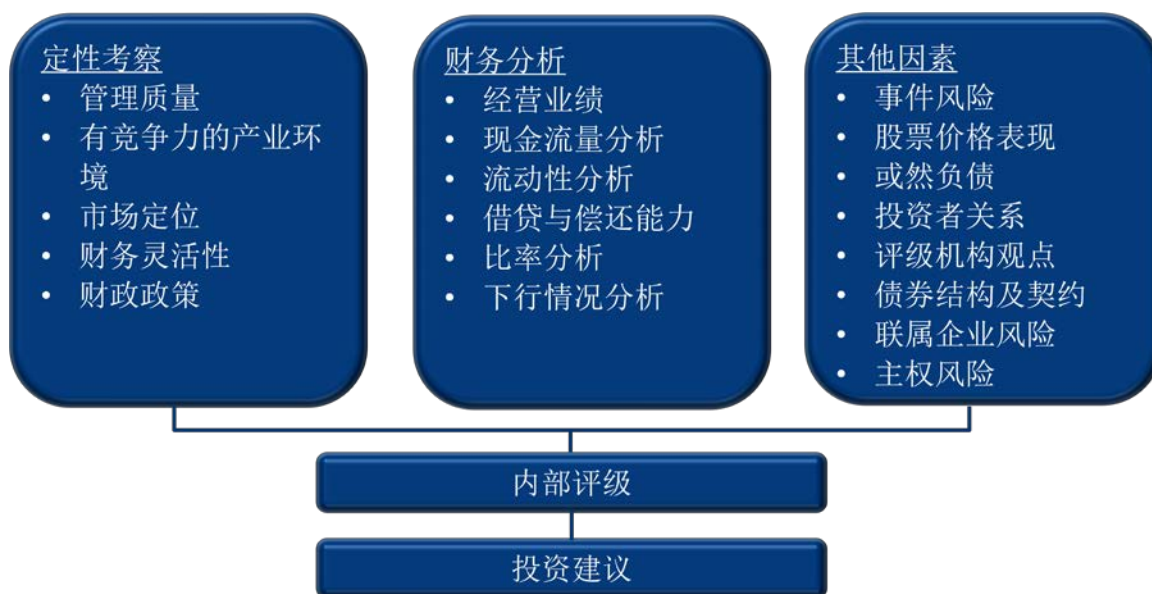 定性考察
• 管理质量
• 有竞争力的产业环
境
• 市场定位
• 财务灵活性
• 财政政策
财务分析
• 经营业绩
• 现金流量分析
• 流动性分析
• 借贷与偿还能力
• 比率分析
• 下行情况分析
其他因素
• 事件风险
• 股票价格表现
• 或然负债
• 投资者关系
• 评级机构观点
• 债券结构及契约
• 联属企业风险
• 主权风险
内部评级
投资建议